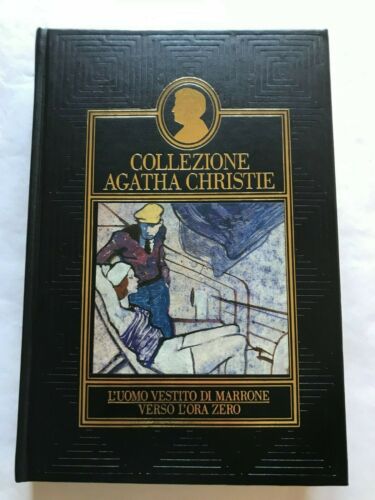 COLLEZIONE
AGATHA CHRISTIE
L'UOMO VESTITO DI MARRONE
VERSO L'ORA ZERO